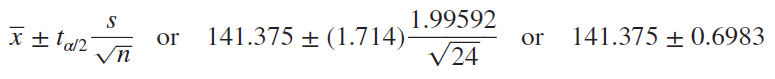 x̄ ± t_{α/2} s/√n or 141.375 ± (1.714) 1.99592/√24 or 141.375 ± 0.6983